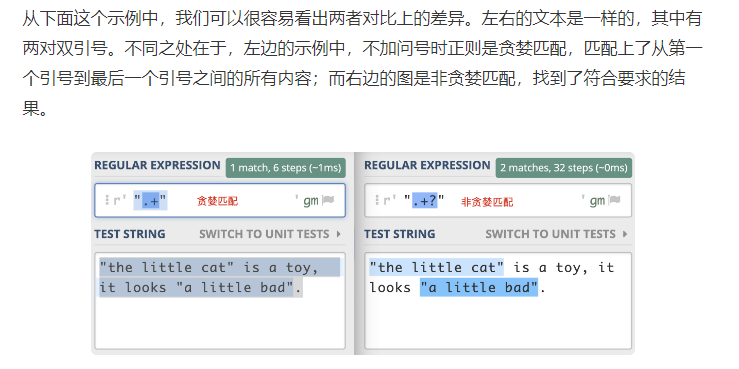 从下面这个示例中，我们可以很容易看出两者对比上的差异。左右的文本是一样的，其中有
两对双引号。不同之处在于，左边的示例中，不加问号时正则是贪婪匹配，匹配上了从第一
个引号到最后一个引号之间的所有内容；而右边的图是非贪婪匹配，找到了符合要求的结
果。
REGULAR EXPRESSION 1 match, 6 steps (~1ms)
r' ".+" 贪婪匹配 ' gm
TEST STRING SWITCH TO UNIT TESTS
"the little cat" is a toy,
it looks "a little bad".
REGULAR EXPRESSION 2 matches, 32 steps (~0ms)
r' ".+?" 非贪婪匹配 ' gm
TEST STRING SWITCH TO UNIT TESTS
"the little cat" is a toy, it
looks "a little bad".